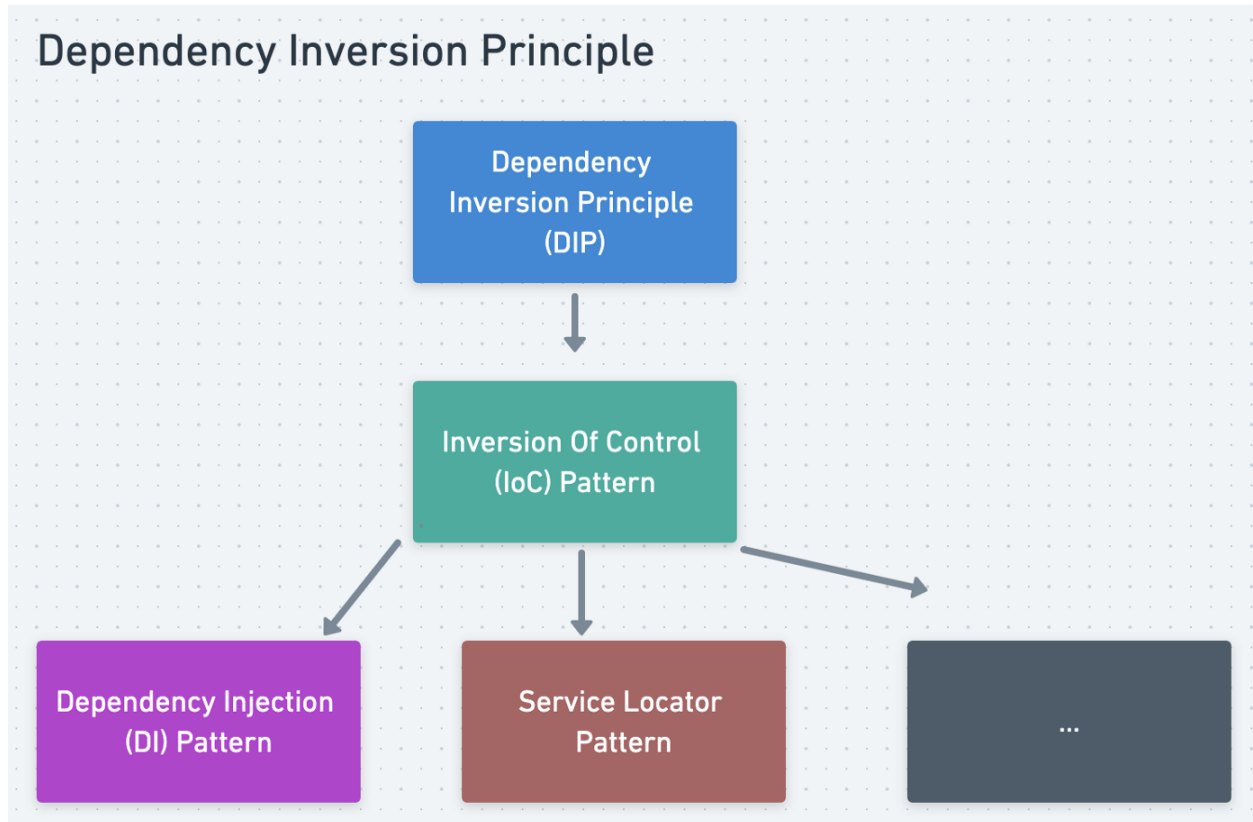 Dependency Inversion Principle
Dependency
Inversion Principle
(DIP)
Inversion Of Control
(IoC) Pattern
Dependency Injection
(DI) Pattern
Service Locator
Pattern
...